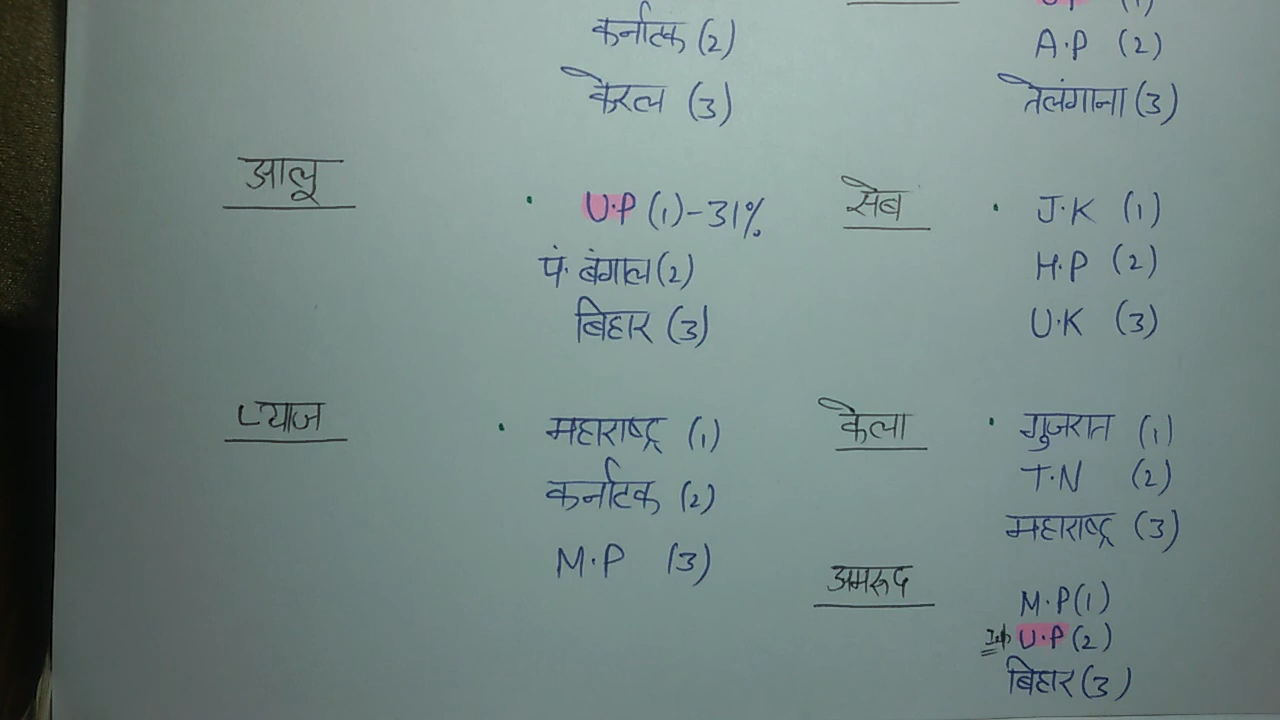 कर्नाटक (2)
केरल (3)
आलू
U.P (1)-31%
पं. बंगाल (2)
बिहार (3)
प्याज
महाराष्ट्र (1)
कर्नाटक (2)
M.P (3)
U.P (1)
A.P (2)
तेलंगाना (3)
सेब
J.K (1)
H.P (2)
U.K (3)
केला
गुजरात (1)
T.N (2)
महाराष्ट्र (3)
अमरुद
M.P(1)
U.P (2)
बिहार (3)